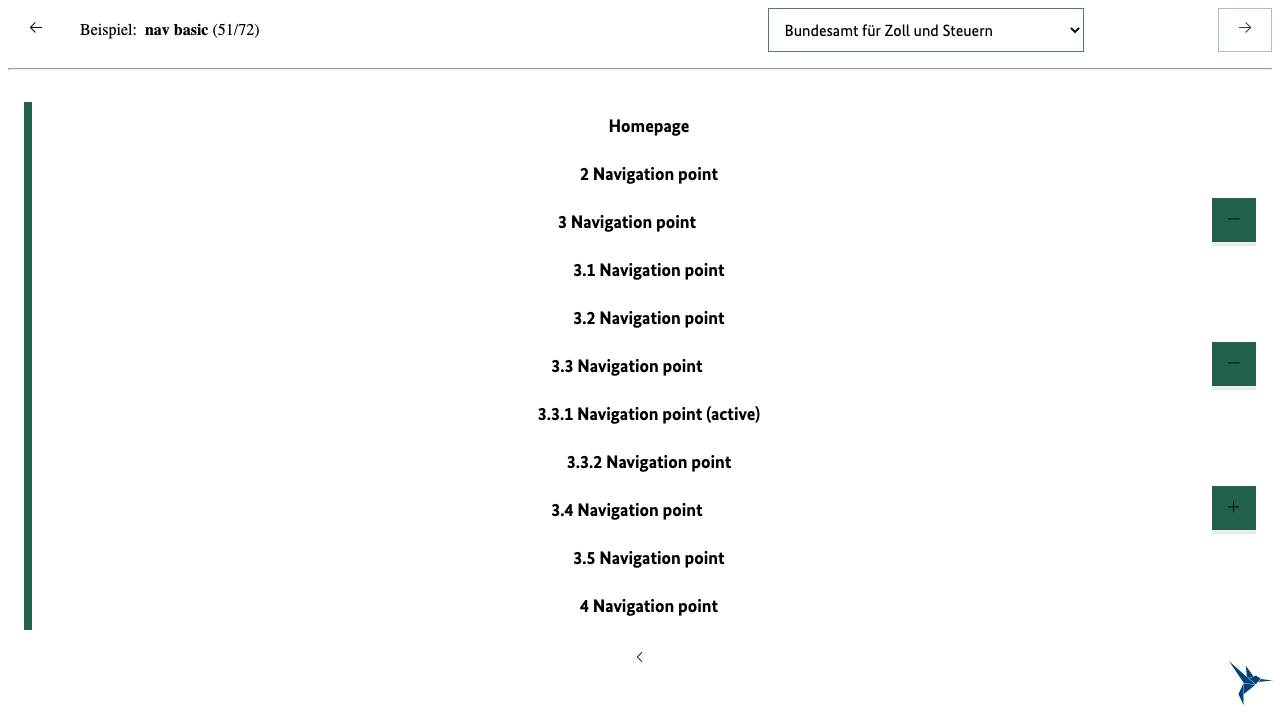 Beispiel: nav basic (51/72)
Bundesamt für Zoll und Steuern
Homepage
2 Navigation point
3 Navigation point
3.1 Navigation point
3.2 Navigation point
3.3 Navigation point
3.3.1 Navigation point (active)
3.3.2 Navigation point
3.4 Navigation point
3.5 Navigation point
4 Navigation point